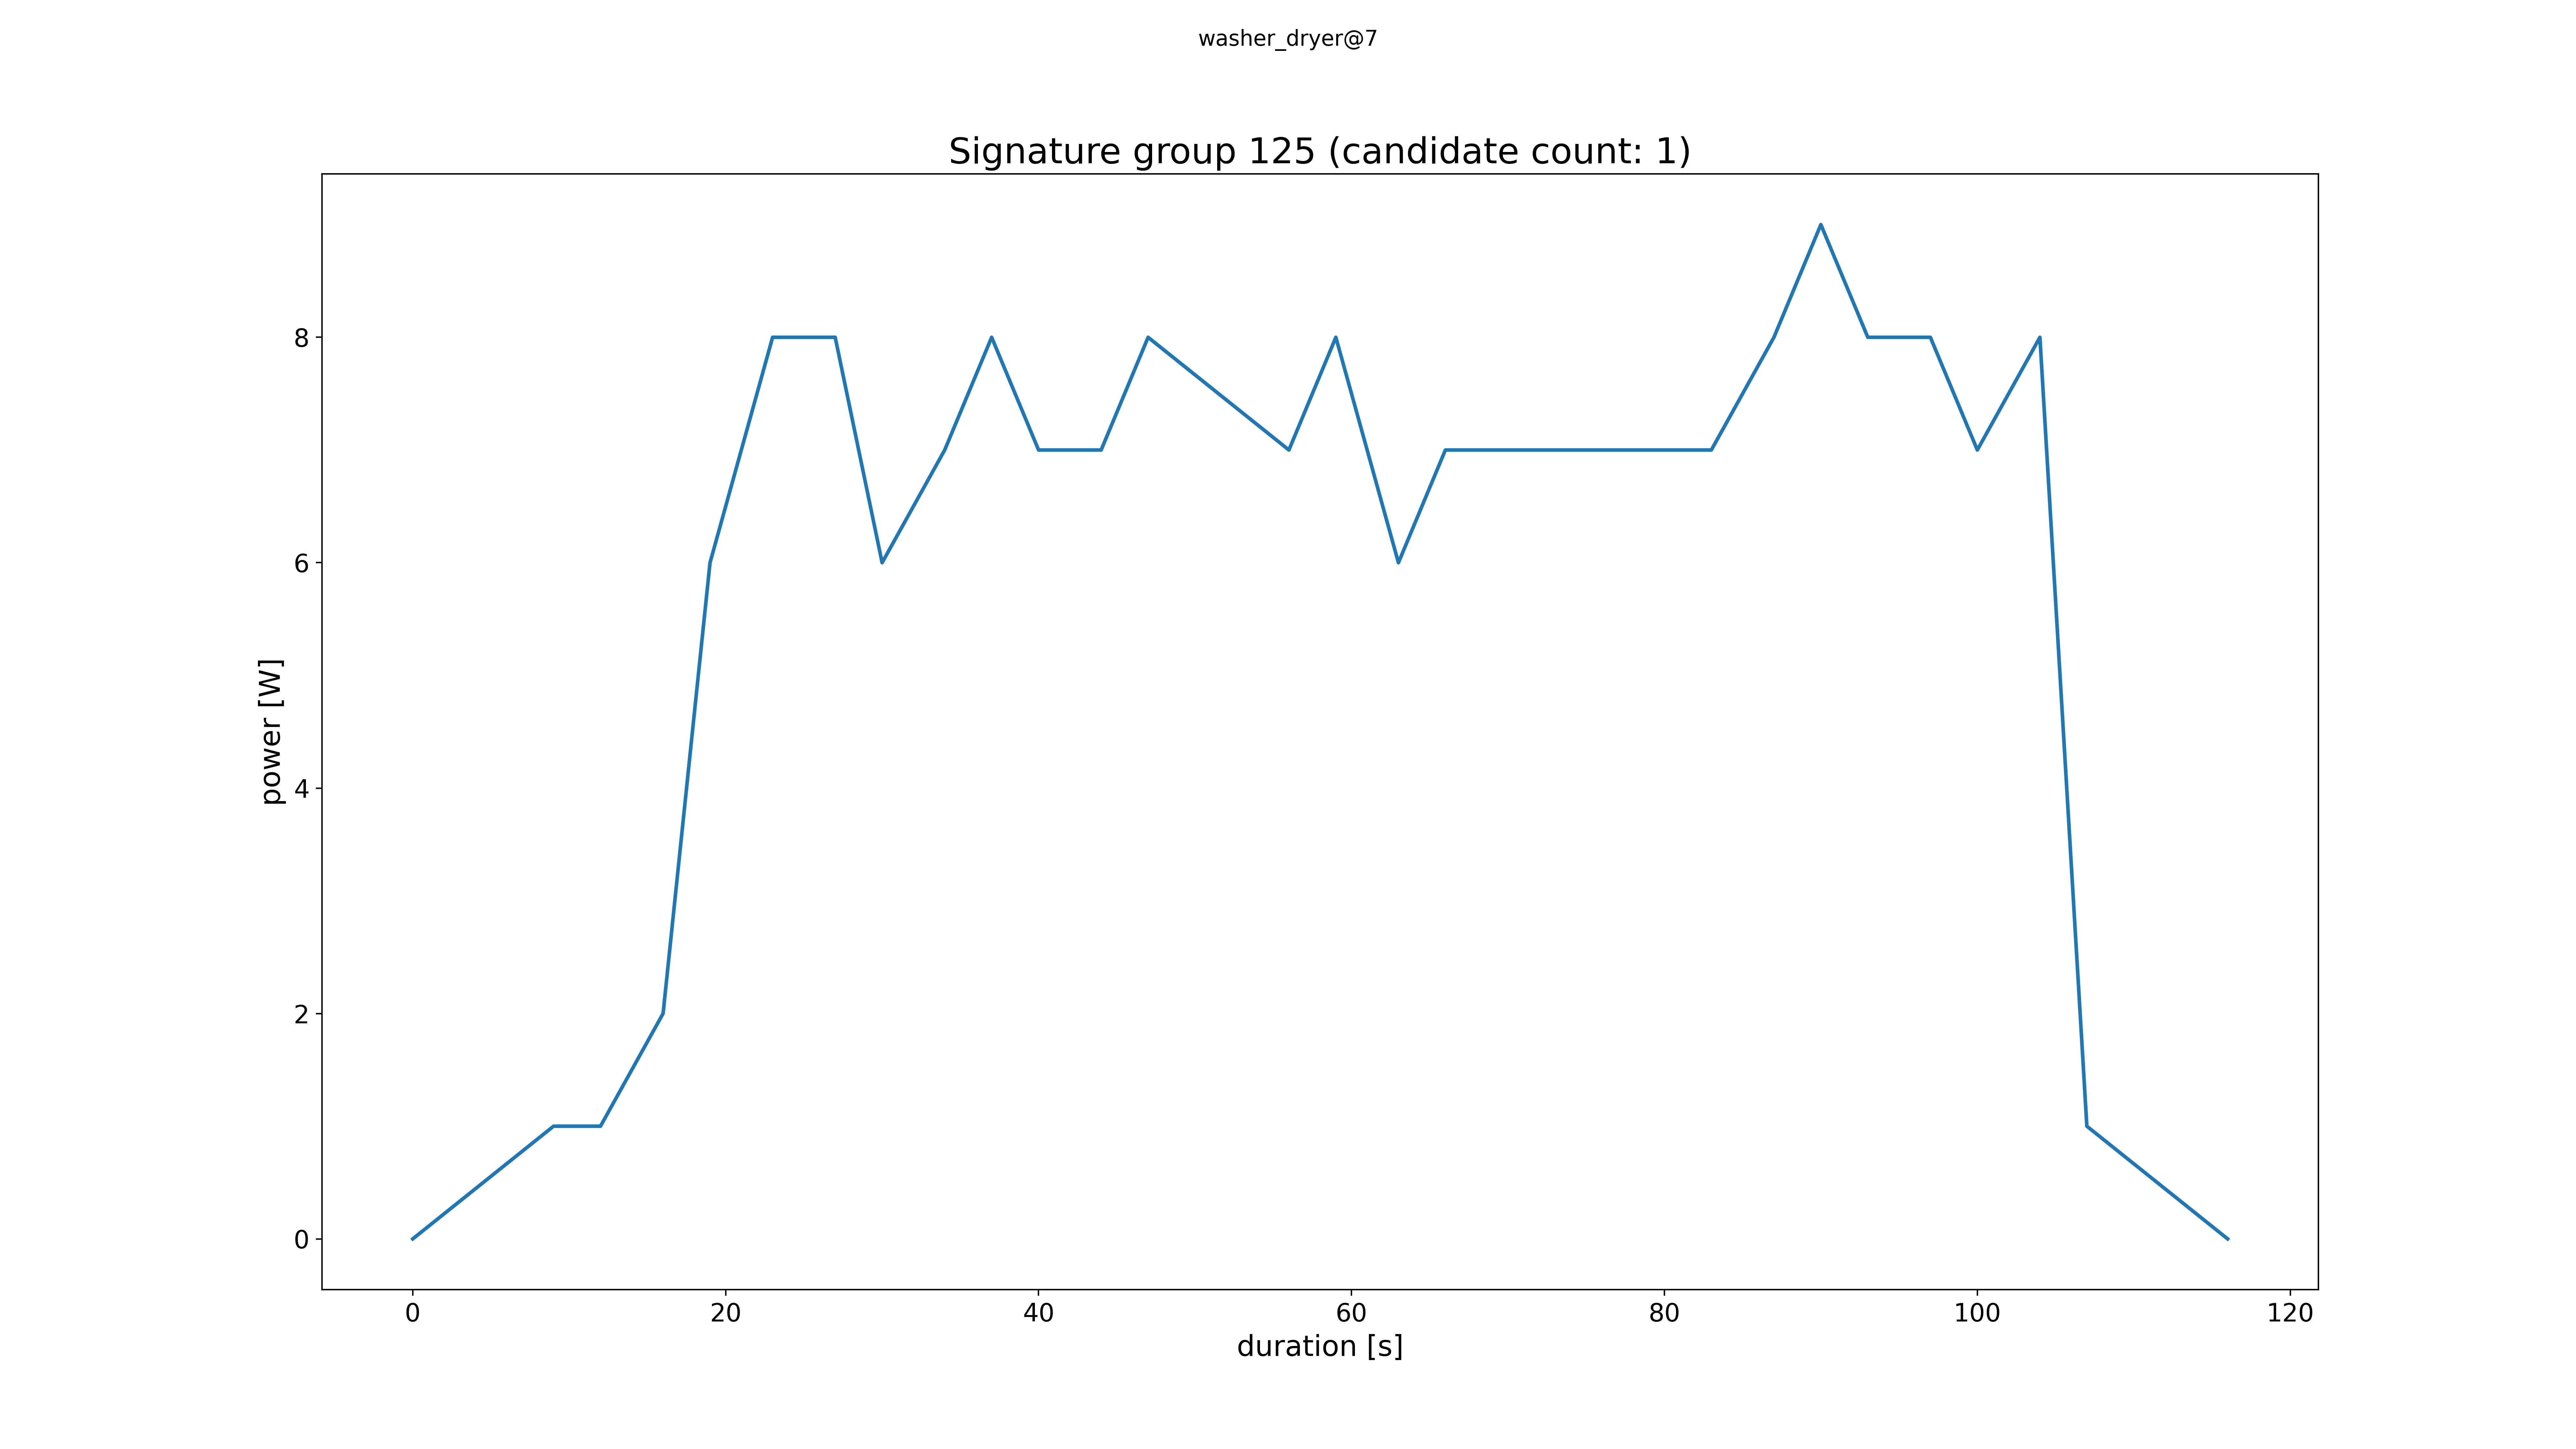 washer_dryer@7
Signature group 125 (candidate count: 1)
power [W]
8
6
4
2
0
0 20 40 60 80 100 120
duration [s]